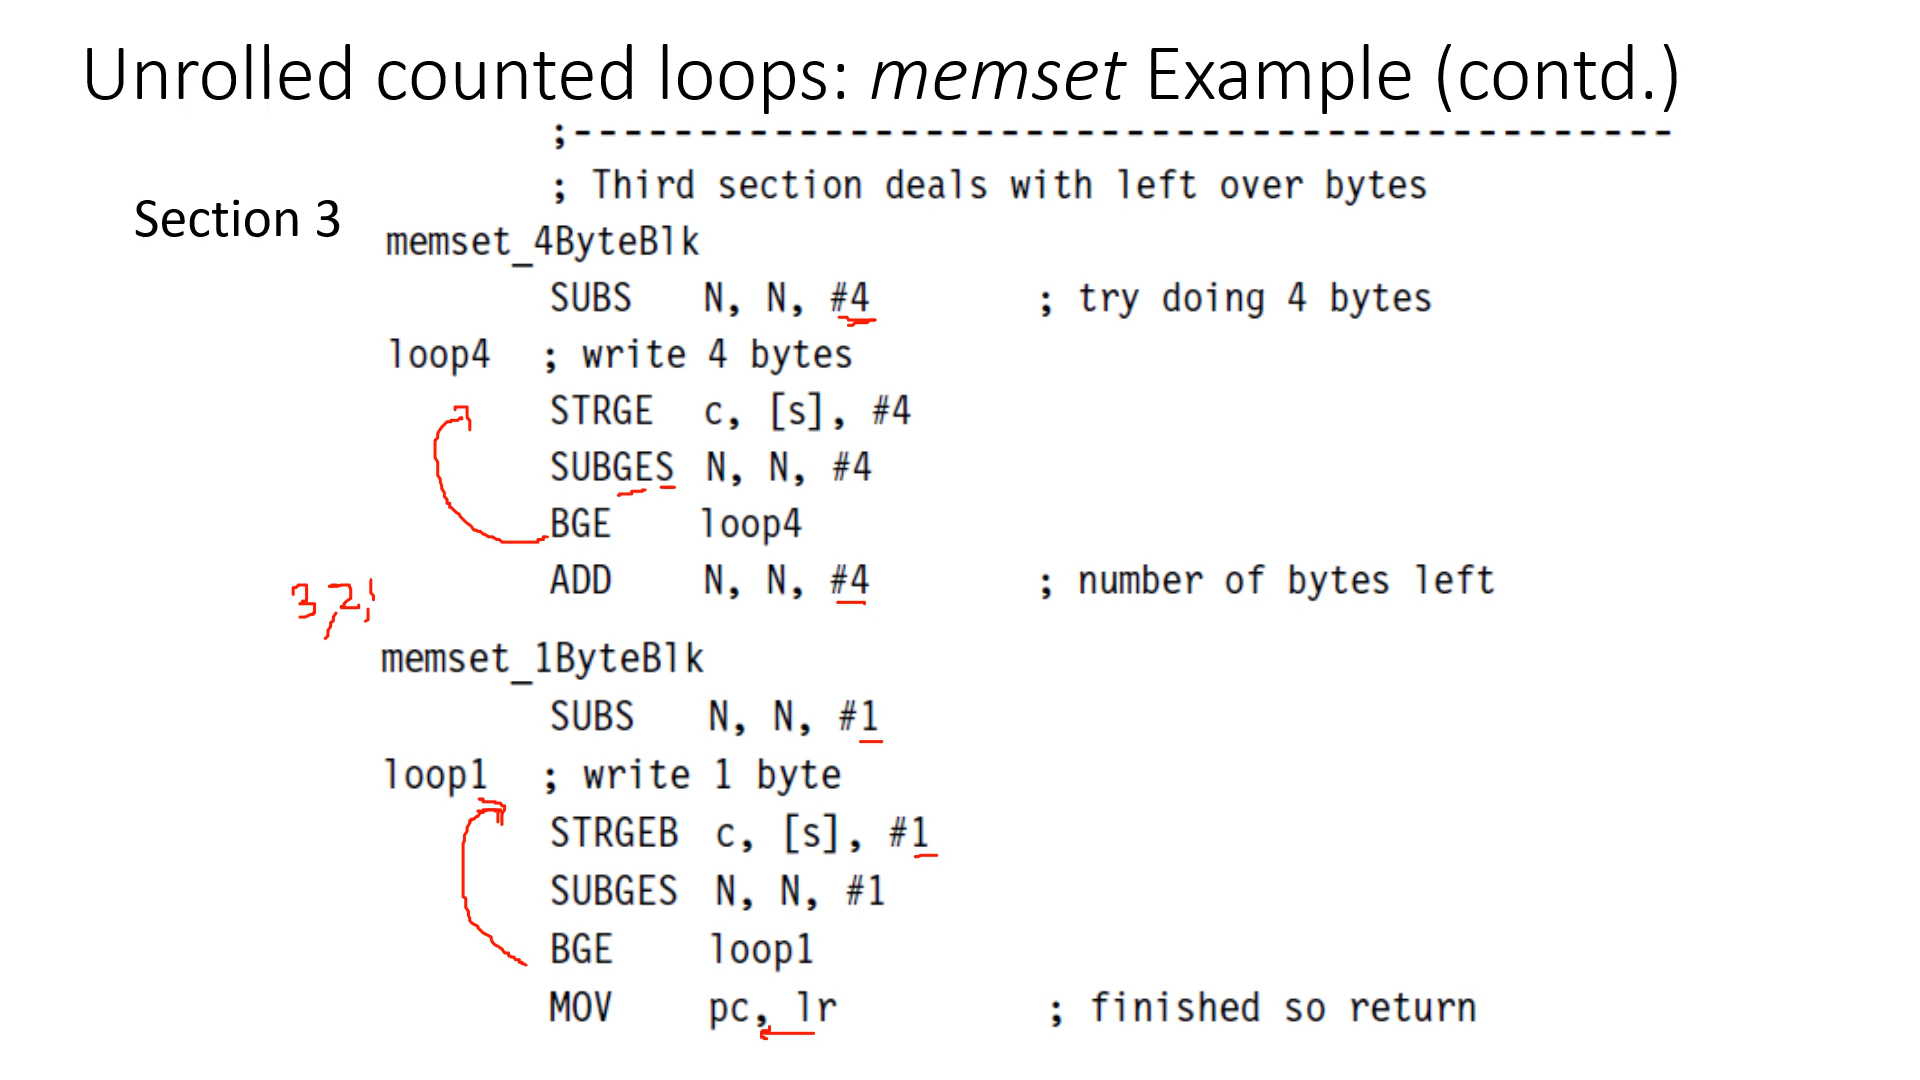 Unrolled counted loops: memset Example (contd.)
;--------------------------------------------
; Third section deals with left over bytes
Section 3
memset_4ByteBlk
SUBS N, N, #4 ; try doing 4 bytes
loop4 ; write 4 bytes
STRGE c, [s], #4
SUBGES N, N, #4
BGE loop4
ADD N, N, #4 ; number of bytes left
3,2,1
memset_1ByteBlk
SUBS N, N, #1
loop1 ; write 1 byte
STRGEB c, [s], #1
SUBGES N, N, #1
BGE loop1
MOV pc, lr ; finished so return